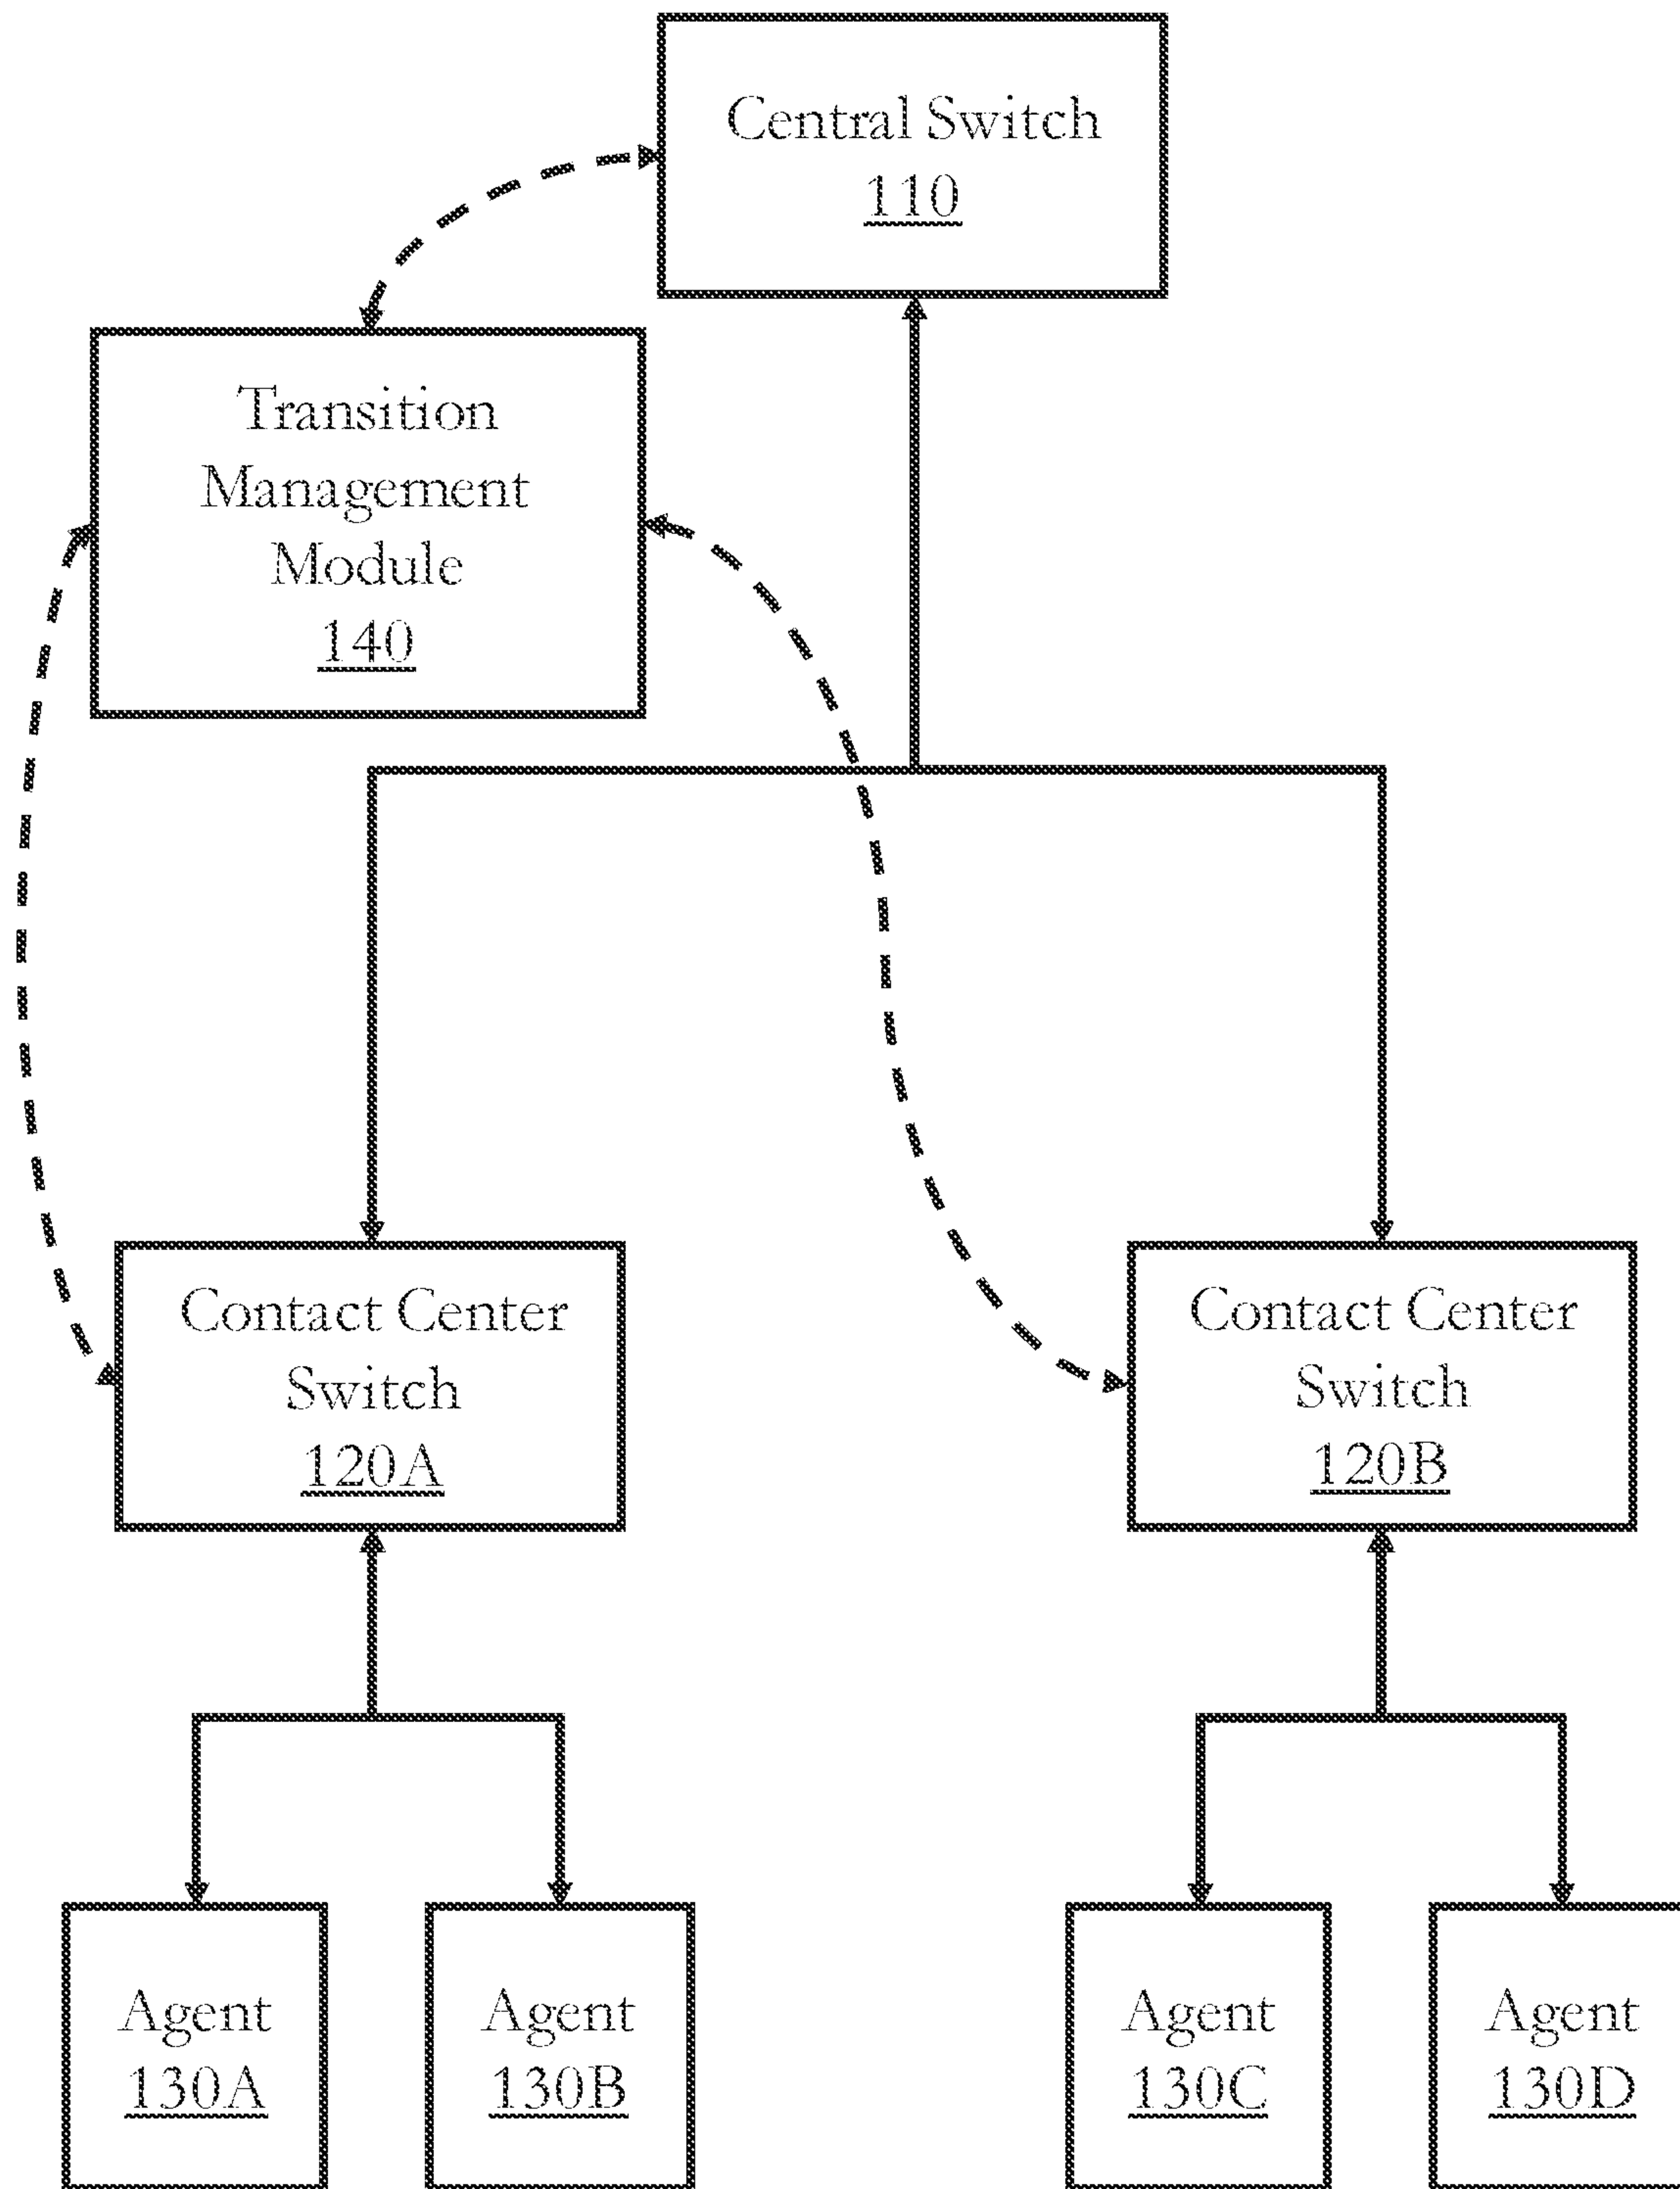 Central Switch
110
Transition
Management
Module
140
Contact Center
Switch
120A
Contact Center
Switch
120B
Agent
130A
Agent
130B
Agent
130C
Agent
130D